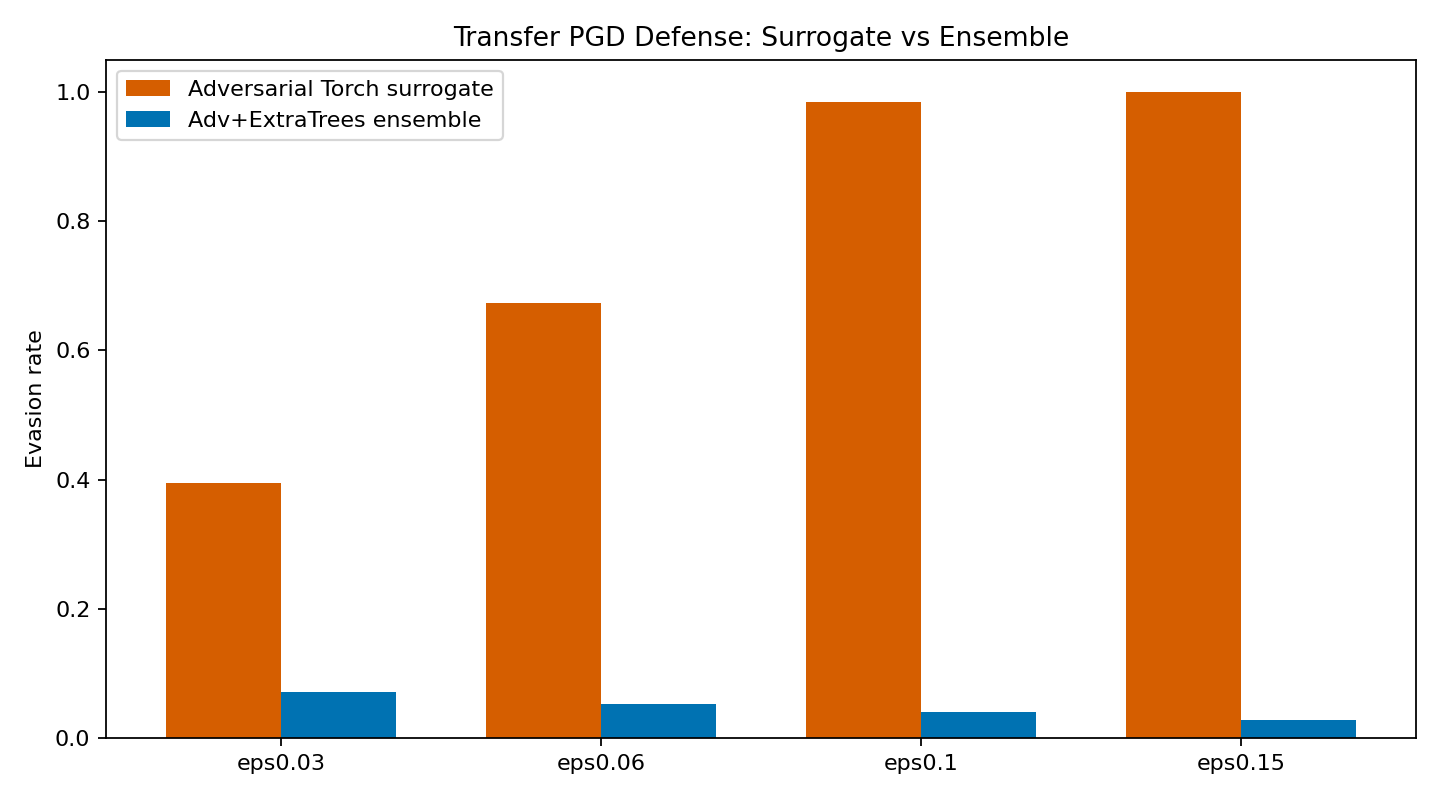 Transfer PGD Defense: Surrogate vs Ensemble
Adversarial Torch surrogate
Adv+ExtraTrees ensemble
Evasion rate
1.0
0.8
0.6
0.4
0.2
0.0
eps0.03
eps0.06
eps0.1
eps0.15